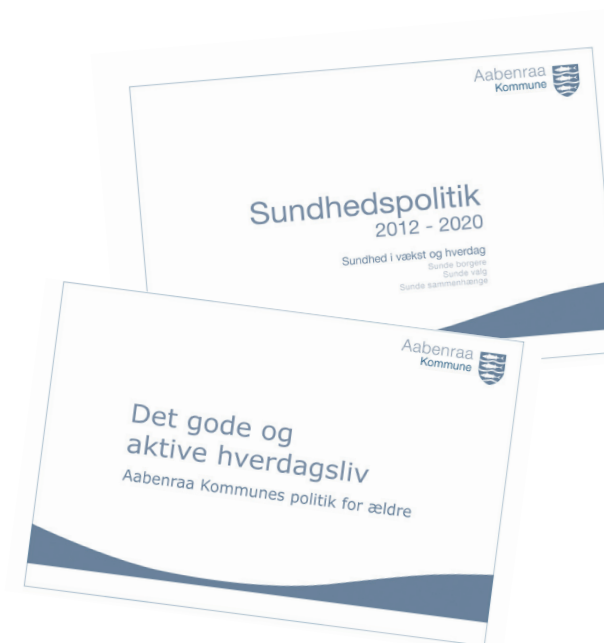 Aabenraa
Kommune
Sundhedspolitik
2012 - 2020
Sundhed i vækst og hverdag
Sunde borgere
Sunde valg
Sunde sammenhænge
Aabenraa
Kommune
Det gode og
aktive hverdagsliv
Aabenraa Kommunes politik for ældre